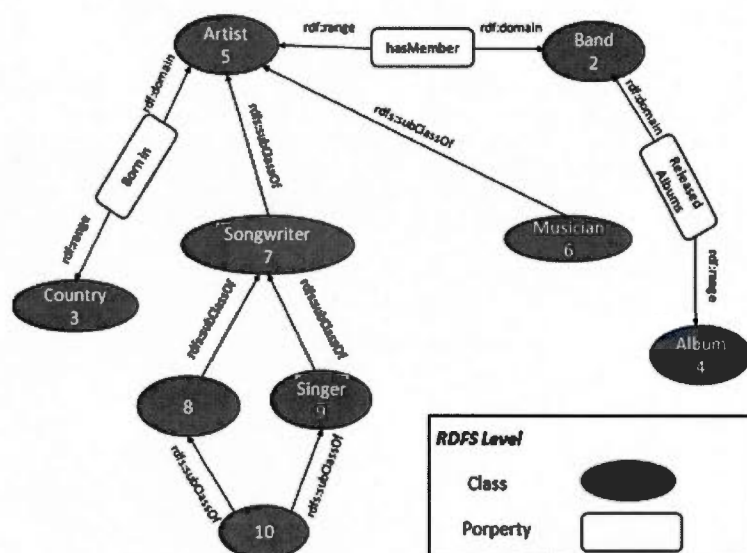 Artist
5
rdf:range
hasMember
rdf:domain
Band
2
rdf:domain
Born in
rdf:range
rdfs:subClassOf
rdfs:subClassOf
rdf:domain
Released
Albums
rdf:range
Songwriter
7
Musician
6
Country
3
Album
4
rdfs:subClassOf
rdfs:subClassOf
8
Singer
9
rdfs:subClassOf
rdfs:subClassOf
10
RDFS Level
Class
Porperty